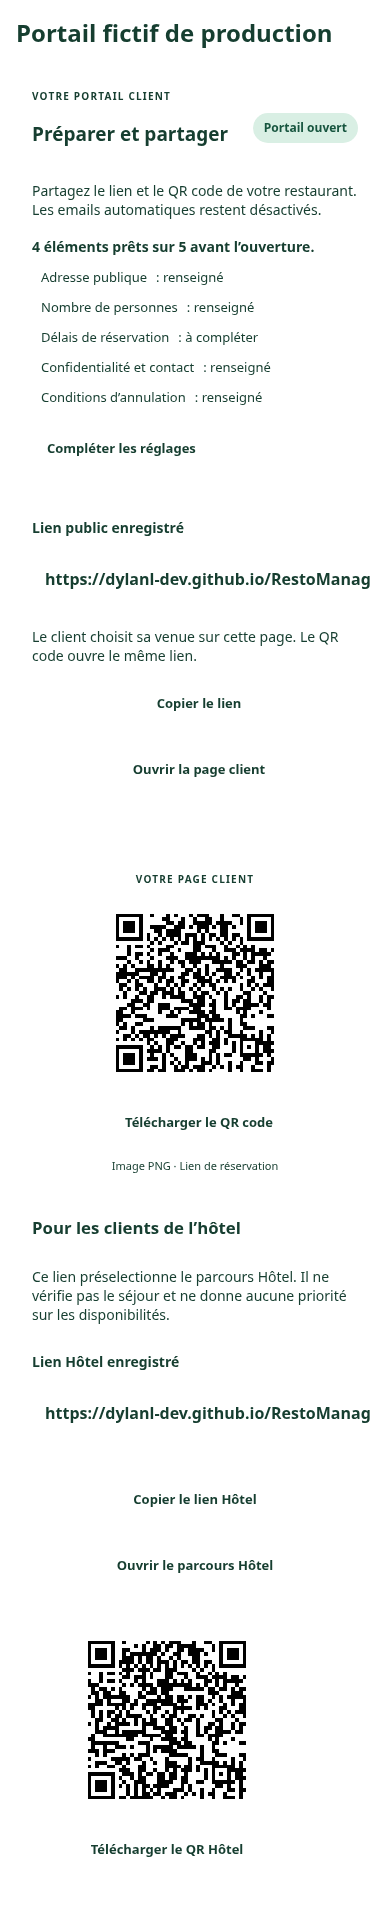 Portail fictif de production
VOTRE PORTAIL CLIENT
Préparer et partager
Portail ouvert
Partagez le lien et le QR code de votre restaurant.
Les emails automatiques restent désactivés.
4 éléments prêts sur 5 avant l’ouverture.
Adresse publique : renseigné
Nombre de personnes : renseigné
Délais de réservation : à compléter
Confidentialité et contact : renseigné
Conditions d’annulation : renseigné
Compléter les réglages
Lien public enregistré
https://dylanl-dev.github.io/RestoManag
Le client choisit sa venue sur cette page. Le QR
code ouvre le même lien.
Copier le lien
Ouvrir la page client
VOTRE PAGE CLIENT
Télécharger le QR code
Image PNG · Lien de réservation
Pour les clients de l’hôtel
Ce lien préselectionne le parcours Hôtel. Il ne
vérifie pas le séjour et ne donne aucune priorité
sur les disponibilités.
Lien Hôtel enregistré
https://dylanl-dev.github.io/RestoManag
Copier le lien Hôtel
Ouvrir le parcours Hôtel
Télécharger le QR Hôtel